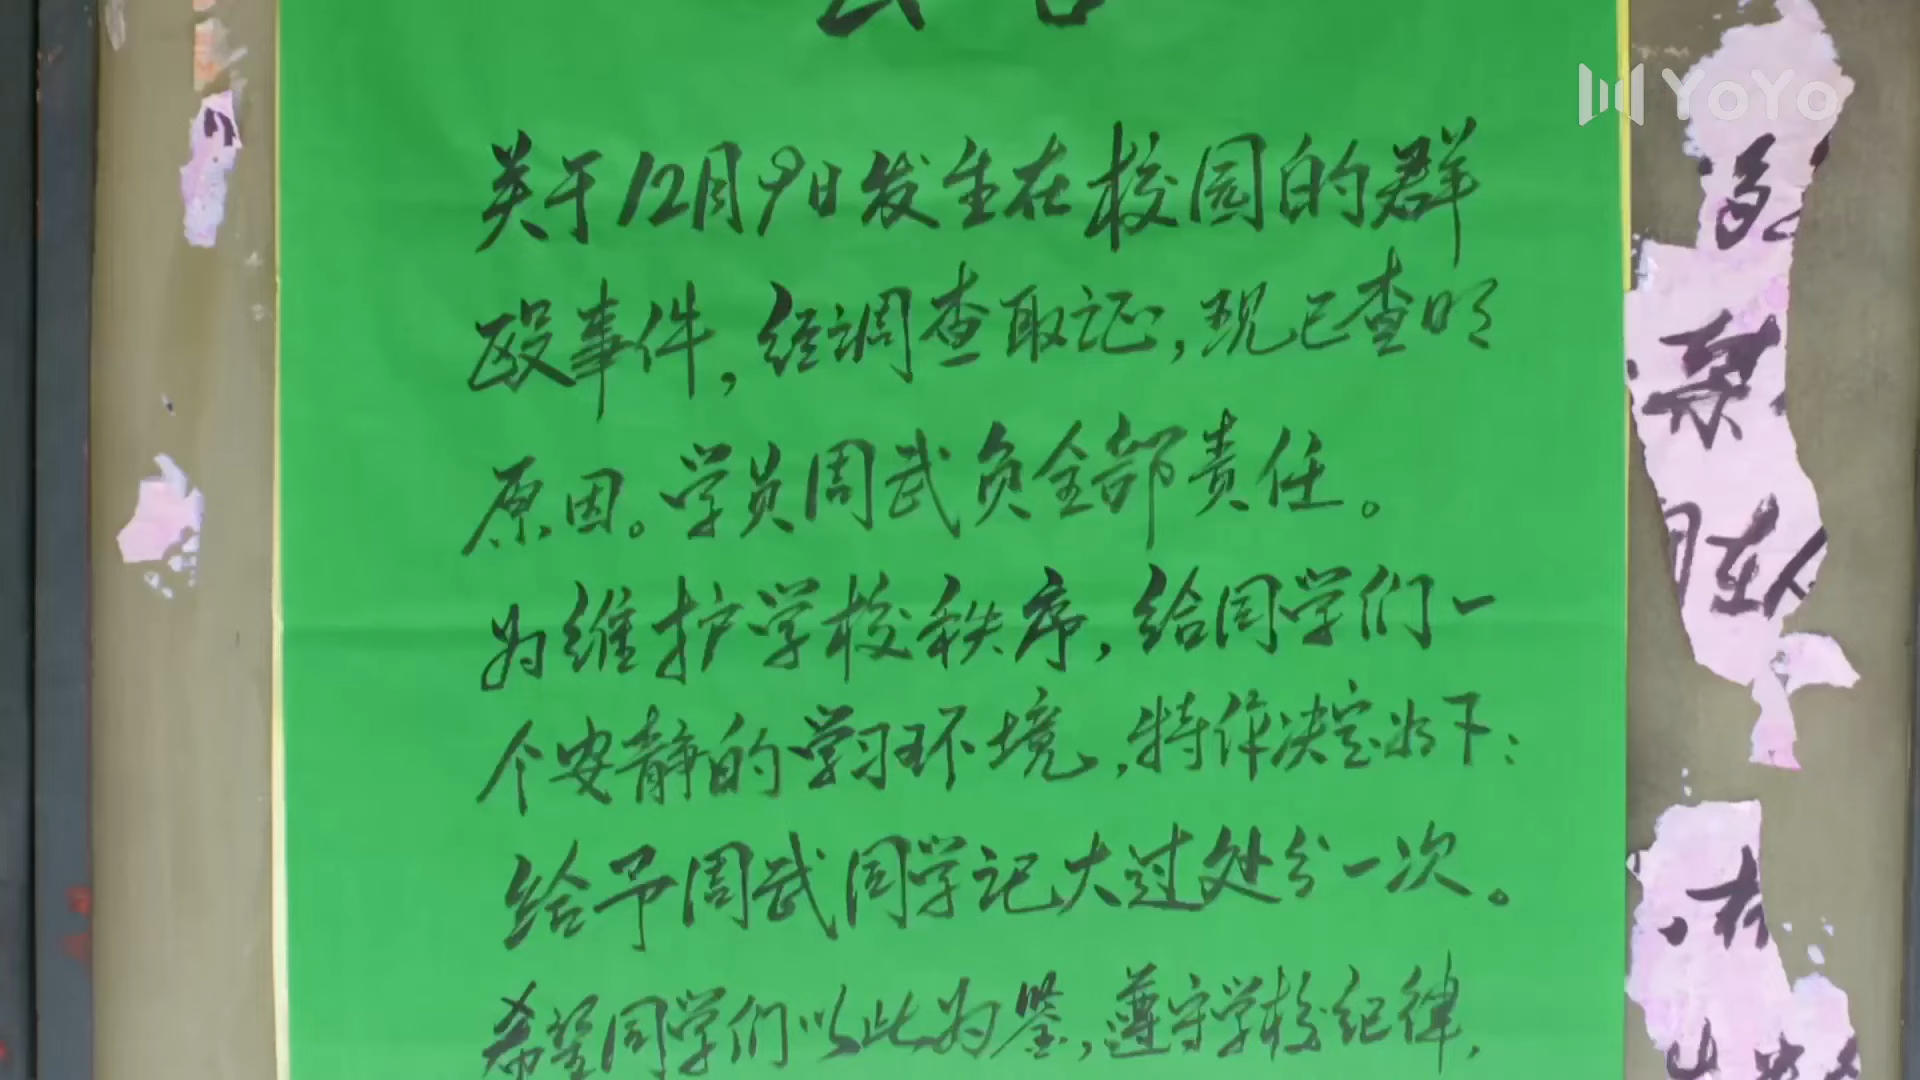 YoYo
关于12月9日发生在校园的群
殴事件，经调查取证，现已查明
原因。学员周武负全部责任。
为维护学校秩序，给同学们一
个安静的学习环境，特作决定如下：
给予周武同学记大过处分一次。
希望同学们以此为鉴，遵守学校纪律，